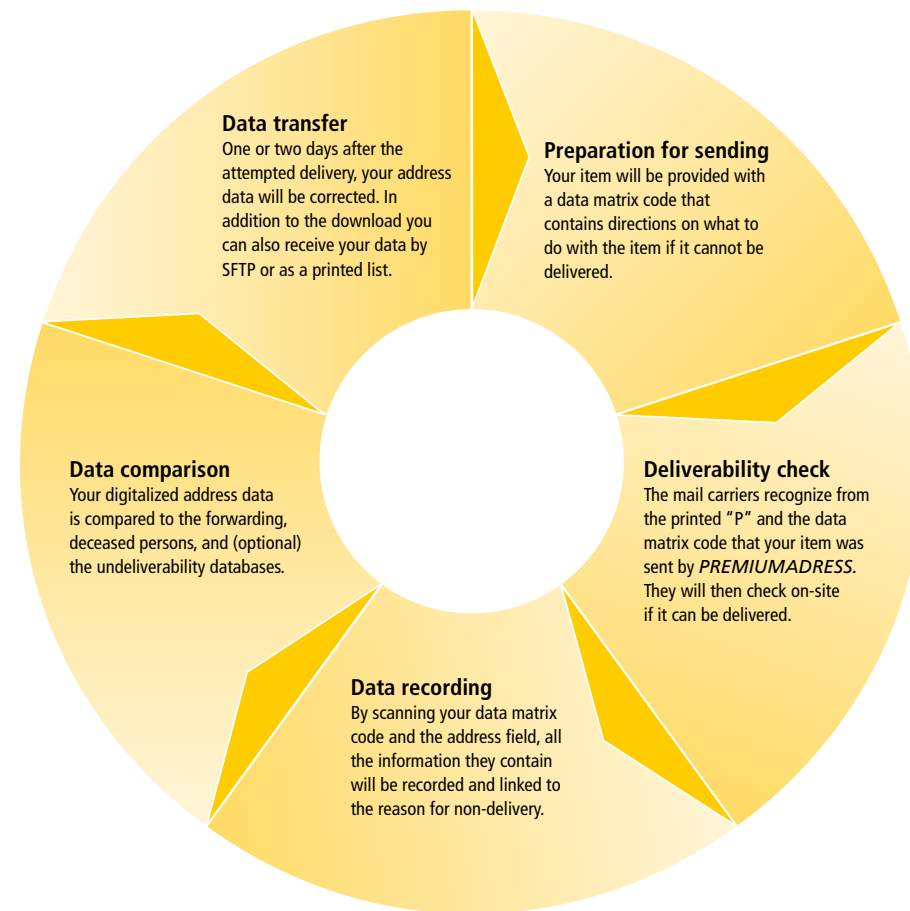 Data transfer
One or two days after the
attempted delivery, your address
data will be corrected. In
addition to the download you
can also receive your data by
SFTP or as a printed list.
Preparation for sending
Your item will be provided with
a data matrix code that
contains directions on what to
do with the item if it cannot be
delivered.
Deliverability check
The mail carriers recognize from
the printed “P” and the data
matrix code that your item was
sent by PREMIUMADRESS.
They will then check on-site
if it can be delivered.
Data recording
By scanning your data matrix
code and the address field, all
the information they contain
will be recorded and linked to
the reason for non-delivery.
Data comparison
Your digitalized address data
is compared to the forwarding,
deceased persons, and (optional)
the undeliverability databases.